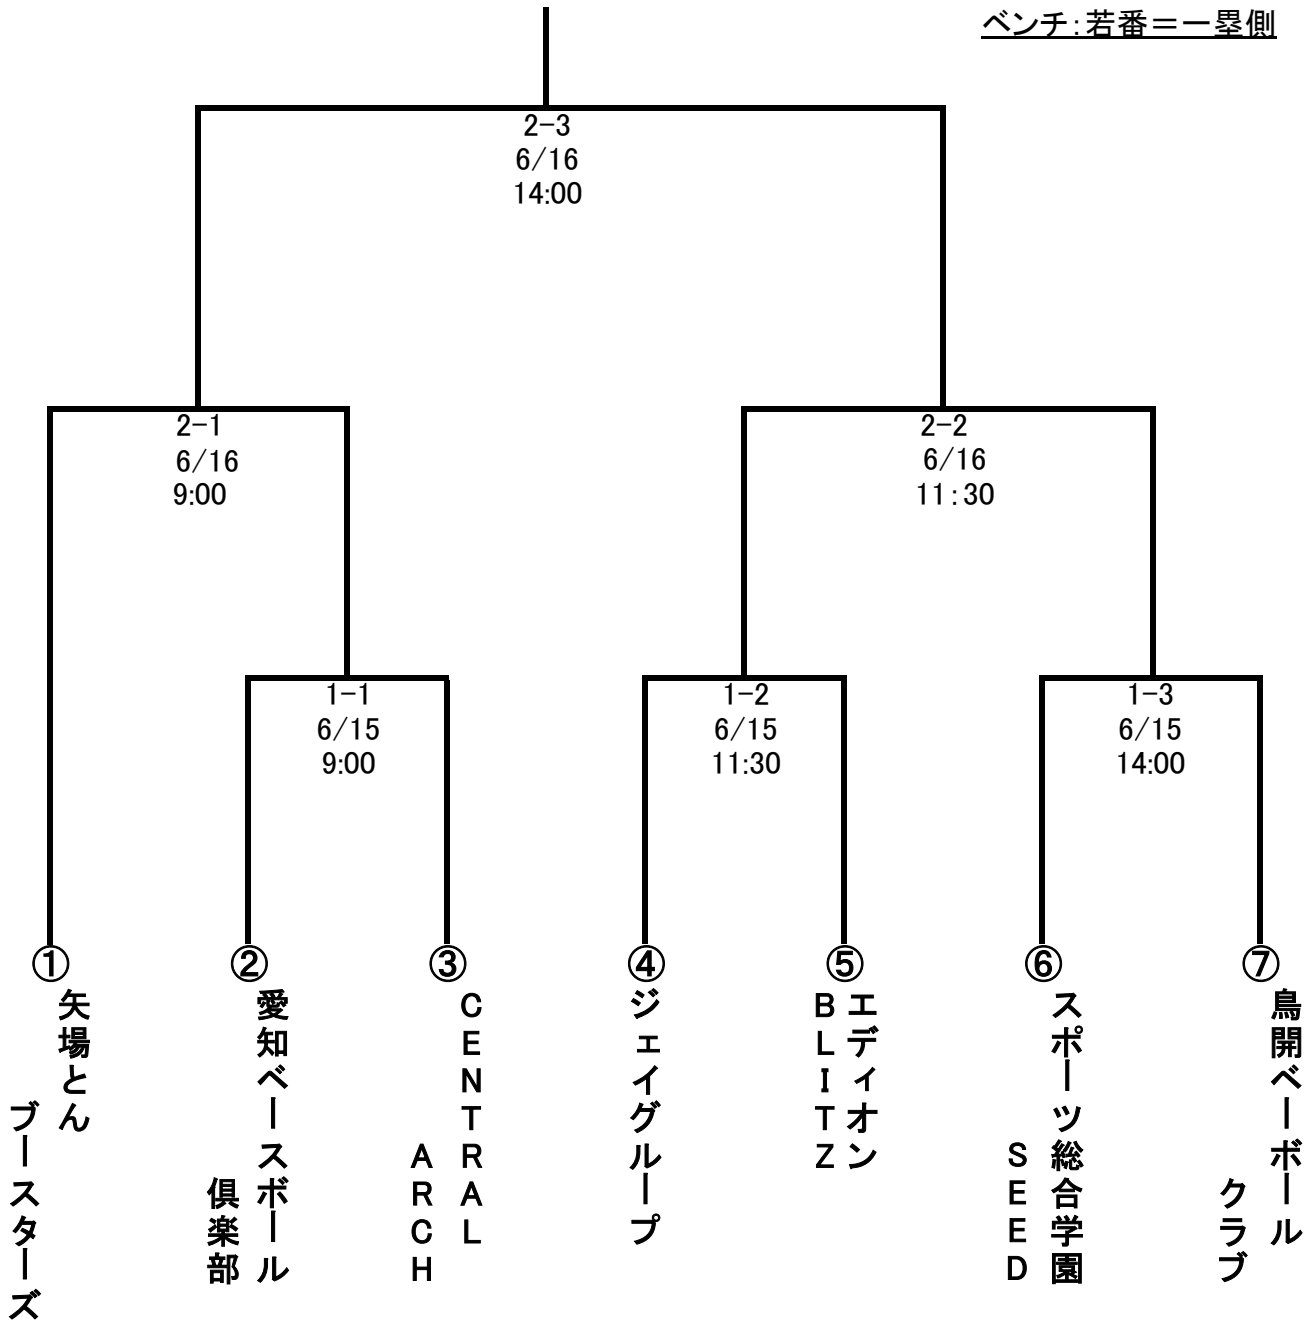 ベンチ：若番＝一塁側
2-3
6/16
14:00
2-1
6/16
9:00
2-2
6/16
11：30
1-1
6/15
9:00
1-2
6/15
11:30
1-3
6/15
14:00
①
②
③
④
⑤
⑥
⑦
矢場とん
ブースターズ
愛知ベースボール
倶楽部
CENTRAL
ARCH
ジェイグループ
エディオン
BLITZ
スポーツ総合学園
SEED
鳥開ベーボール
クラブ